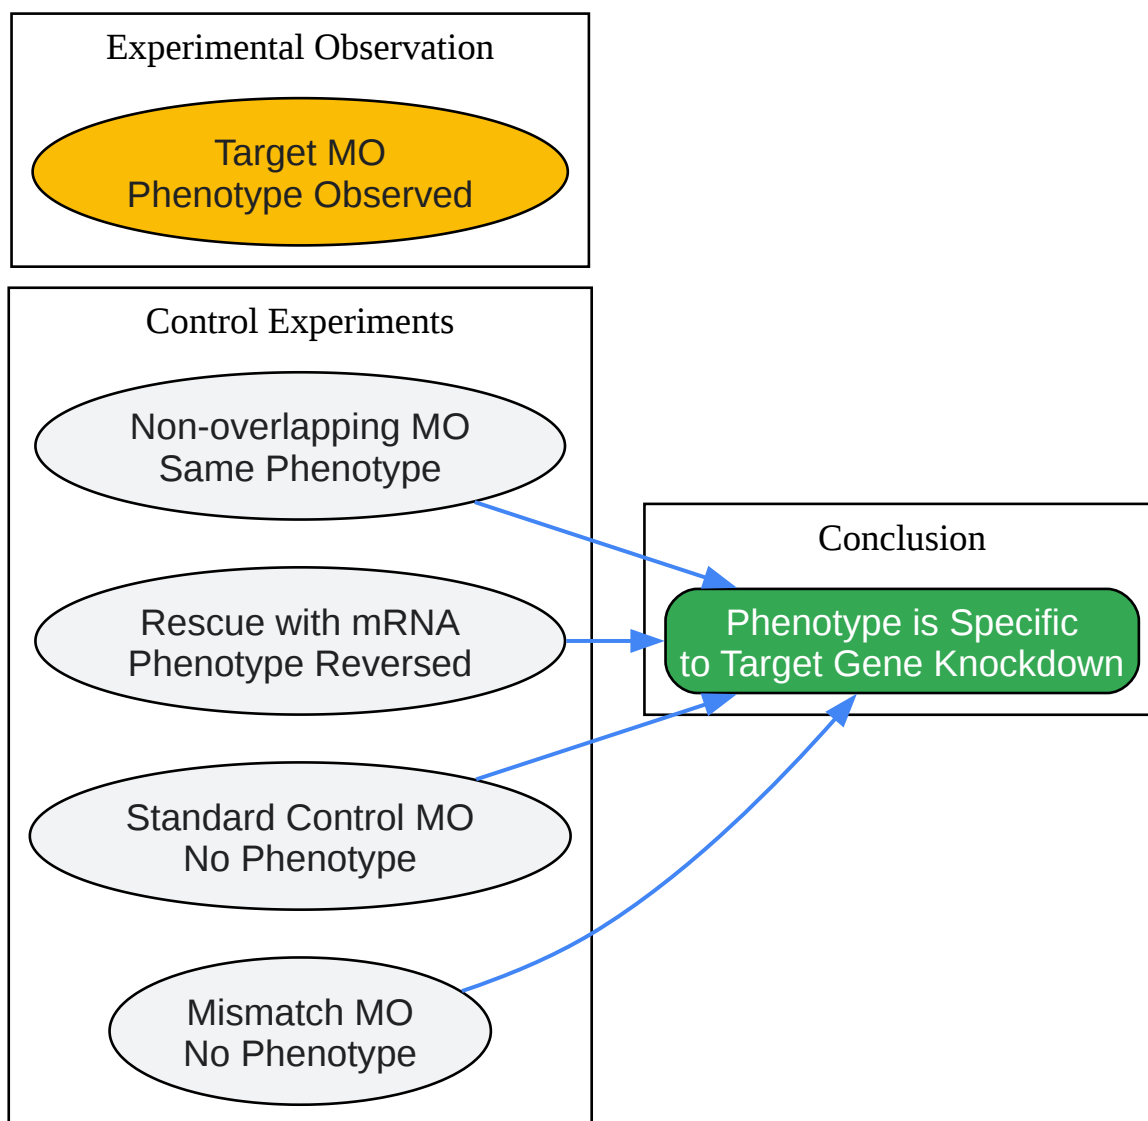 Experimental Observation
Target MO
Phenotype Observed
Control Experiments
Non-overlapping MO
Same Phenotype
Rescue with mRNA
Phenotype Reversed
Standard Control MO
No Phenotype
Mismatch MO
No Phenotype
Conclusion
Phenotype is Specific
to Target Gene Knockdown